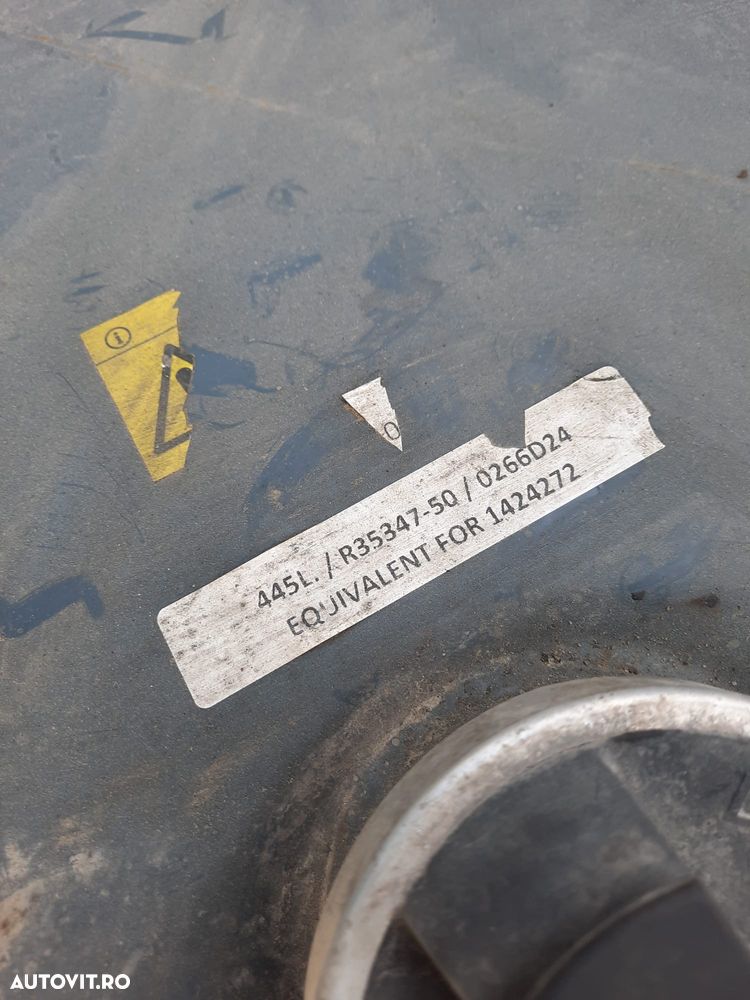 i
O
445L. / R35347-50 / 0266D24
EQUIVALENT FOR 1424272
AUTOVIT.RO